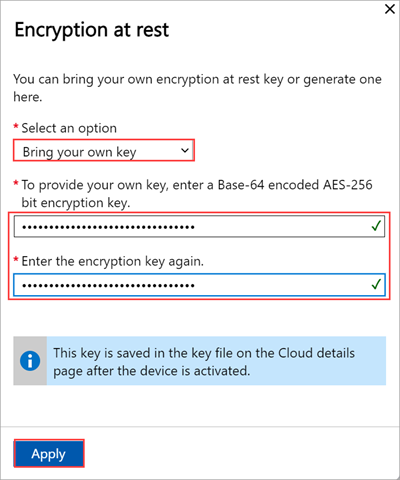 Encryption at rest
You can bring your own encryption at rest key or generate one
here.
* Select an option
Bring your own key
* To provide your own key, enter a Base-64 encoded AES-256
bit encryption key.
••••••••••••••••••••••••••••••••
* Enter the encryption key again.
••••••••••••••••••••••••••••••••
This key is saved in the key file on the Cloud details
page after the device is activated.
Apply